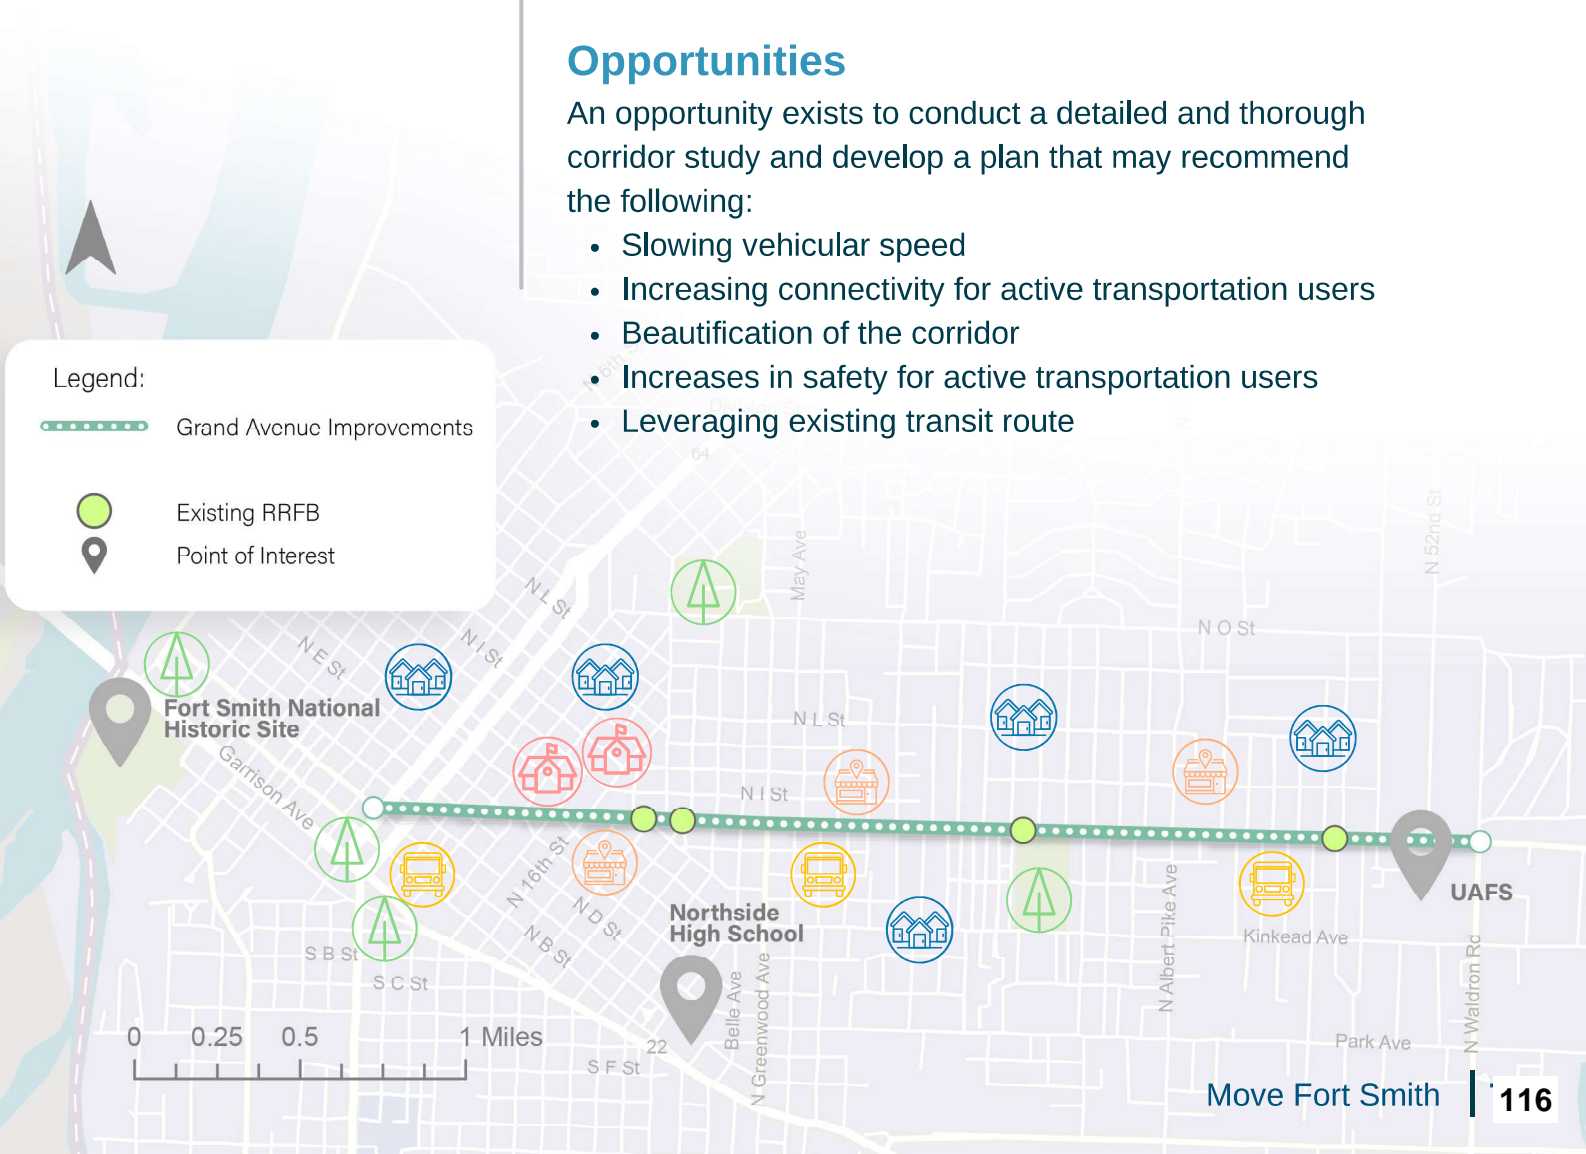 Opportunities
An opportunity exists to conduct a detailed and thorough
corridor study and develop a plan that may recommend
the following:
• Slowing vehicular speed
• Increasing connectivity for active transportation users
• Beautification of the corridor
• Increases in safety for active transportation users
• Leveraging existing transit route
Legend:
Grand Avenue Improvements
Existing RRFB
Point of Interest
N 6th
64
May Ave
N 52nd St
N L St
N I St
N E St
N O St
Fort Smith National
Historic Site
Garrison Ave
N L St
N I St
N 16th St
N D St
N B St
Northside
High School
UAFS
N Albert Pike Ave
Kinkead Ave
N Waldron Rd
Park Ave
S B St
S C St
Belle Ave
N Greenwood Ave
22
S F St
0 0.25 0.5 1 Miles
Move Fort Smith
116